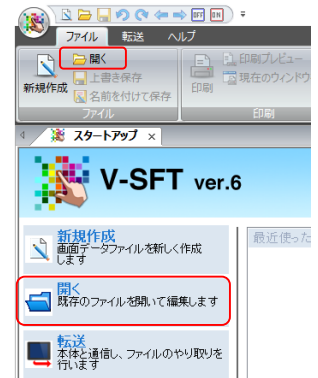 OFF ON
ファイル 転送 ヘルプ
開く
新規作成
上書き保存
名前を付けて保存
ファイル
印刷
印刷プレビュー
現在のウィンドウ
印刷
スタートアップ ×
V-SFT ver.6
新規作成
画面データファイルを新しく作成
します
開く
既存のファイルを開いて編集します
転送
本体と通信し、ファイルのやり取りを
行います
最近使った